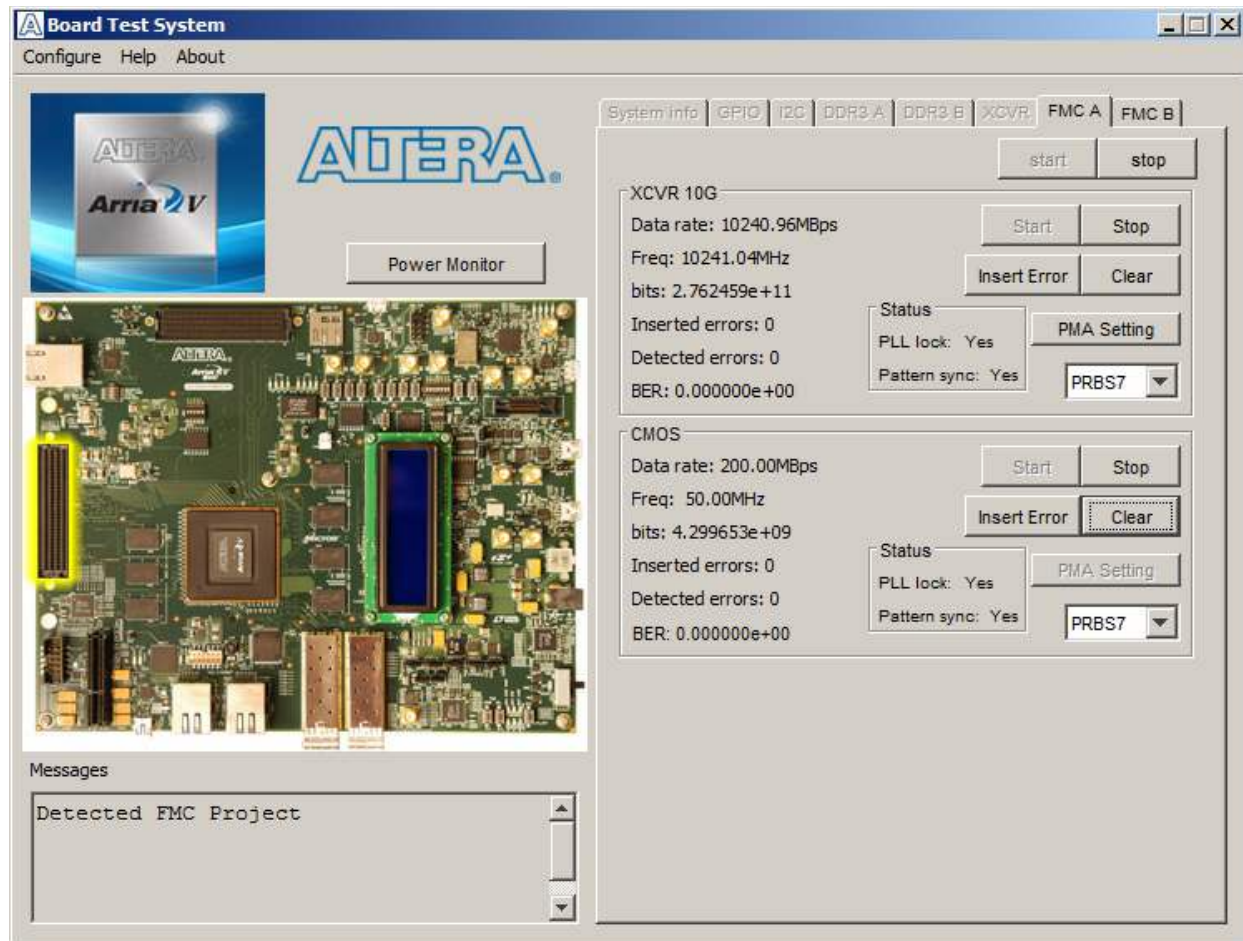 Board Test System
Configure Help About
ALTERA
Arria V
ALTERA
Power Monitor
ALTERA
System info GPIO I2C DDR3 A DDR3 B XCVR FMC A FMC B
start stop
XCVR 10G
Data rate: 10240.96MBps
Start Stop
Freq: 10241.04MHz
Insert Error Clear
bits: 2.762459e+11
Inserted errors: 0
Detected errors: 0
BER: 0.000000e+00
Status
PLL lock: Yes
Pattern sync: Yes
PMA Setting
PRBS7
CMOS
Data rate: 200.00MBps
Start Stop
Freq: 50.00MHz
Insert Error Clear
bits: 4.299653e+09
Inserted errors: 0
Detected errors: 0
BER: 0.000000e+00
Status
PLL lock: Yes
Pattern sync: Yes
PMA Setting
PRBS7
Messages
Detected FMC Project